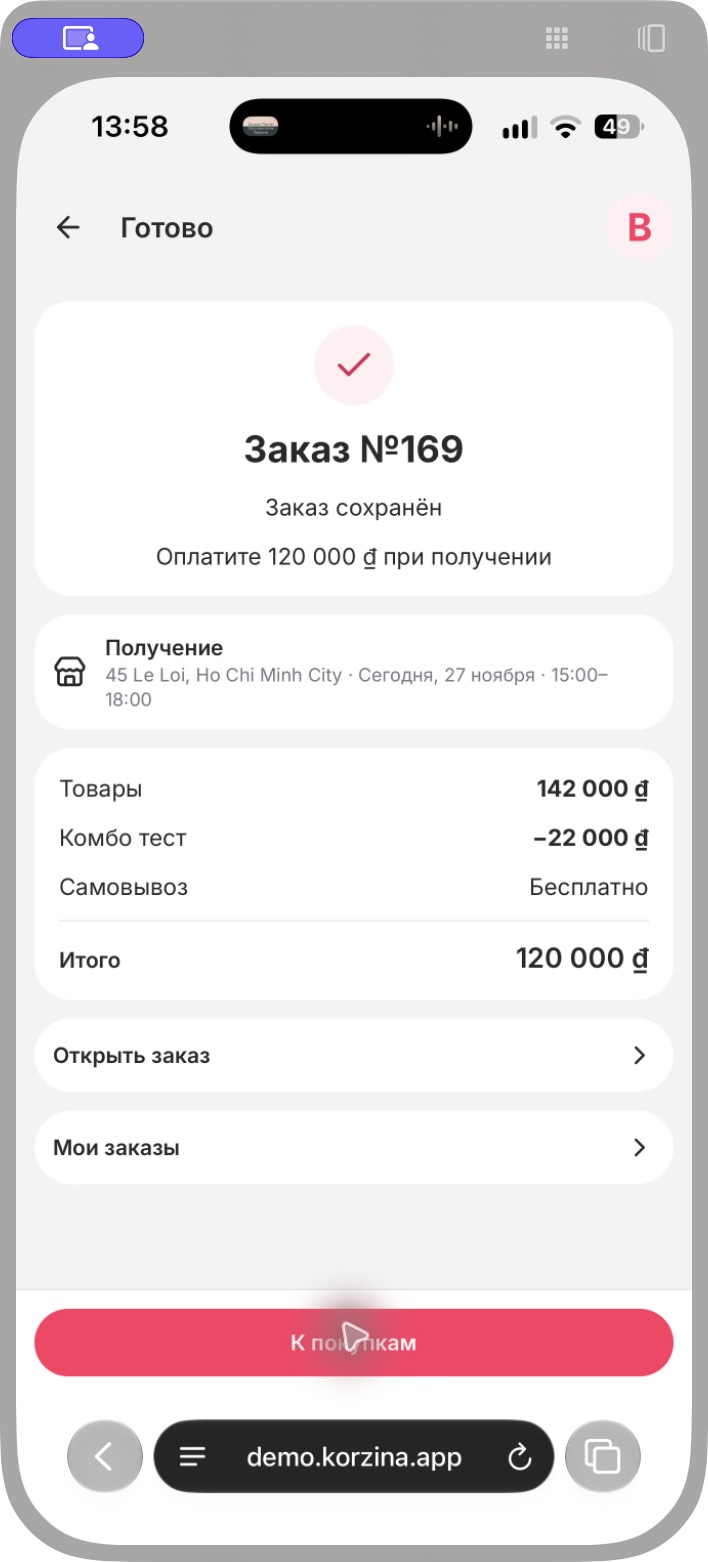 13:58
49
Готово
B
Заказ №169
Заказ сохранён
Оплатите 120 000 ₫ при получении
Получение
45 Le Loi, Ho Chi Minh City · Сегодня, 27 ноября · 15:00–
18:00
Товары 142 000 ₫
Комбо тест –22 000 ₫
Самовывоз Бесплатно
Итого 120 000 ₫
Открыть заказ
Мои заказы
К покупкам
demo.korzina.app